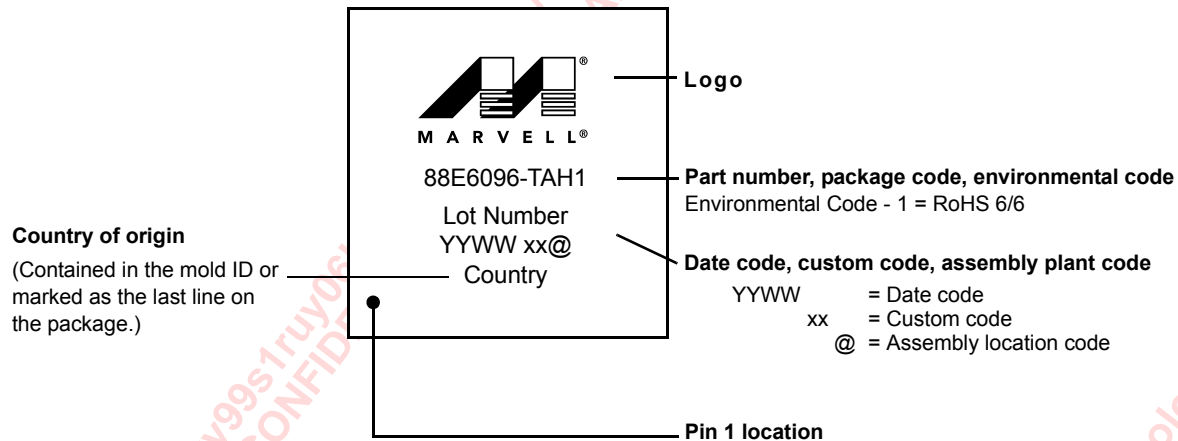 ®
MARVELL®
88E6096-TAH1
Lot Number
YYWW xx@
Country
Logo
Part number, package code, environmental code
Environmental Code - 1 = RoHS 6/6
Country of origin
(Contained in the mold ID or
marked as the last line on
the package.)
Date code, custom code, assembly plant code
YYWW = Date code
xx = Custom code
@ = Assembly location code
Pin 1 location